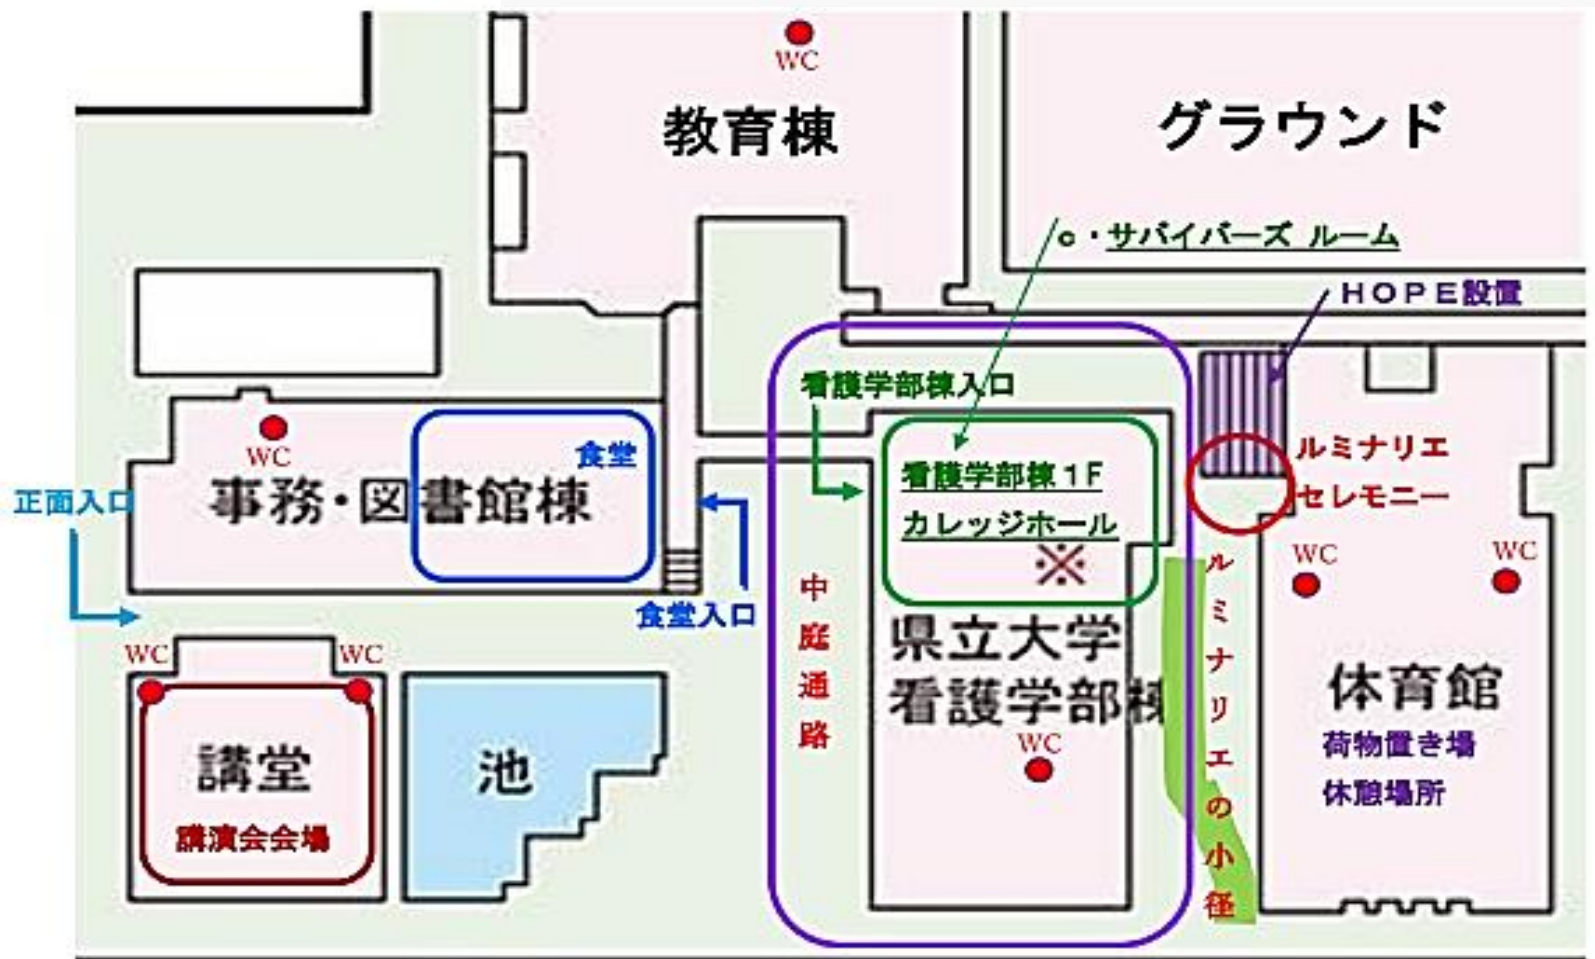 WC
教育棟
グラウンド
c・サバイバーズ ルーム
HOPE設置
看護学部棟入口
WC
食堂
事務・図書館棟
正面入口
食堂入口
看護学部棟1F
カレッジホール
※
ルミナリエ
セレモニー
WC
WC
中庭通路
県立大学
看護学部棟
WC
ルミナリエの小径
体育館
荷物置き場
休憩場所
WC
WC
講堂
講演会会場
池